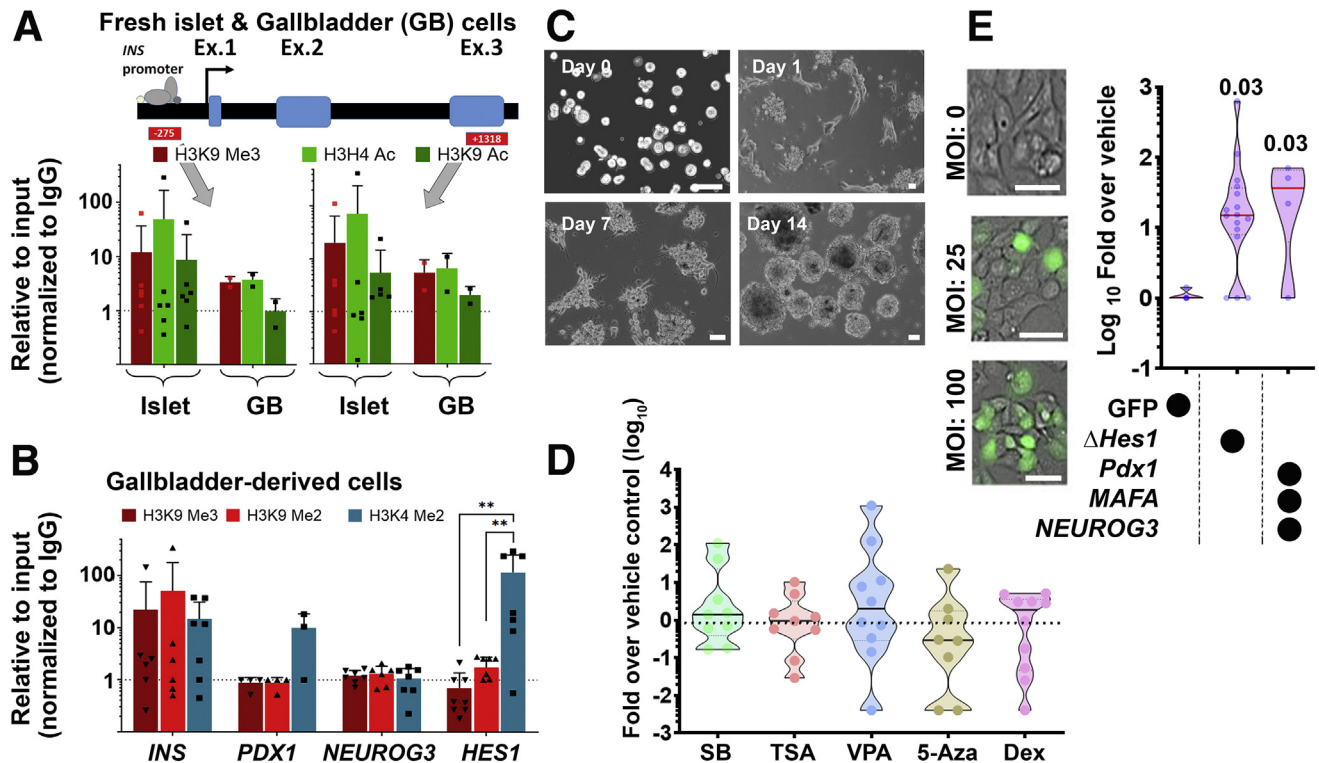 A
Fresh islet & Gallbladder (GB) cells
INS
promoter
Ex.1
Ex.2
Ex.3
-275
+1318
H3K9 Me3
H3H4 Ac
H3K9 Ac
Relative to input
(normalized to IgG)
100
10
1
Islet
GB
Islet
GB
B
Gallbladder-derived cells
H3K9 Me3
H3K9 Me2
H3K4 Me2
**
**
Relative to input
(normalized to IgG)
100
10
1
INS
PDX1
NEUROG3
HES1
C
Day 0
Day 1
Day 7
Day 14
D
Fold over vehicle control (log10)
4
3
2
1
0
-1
-2
-3
SB
TSA
VPA
5-Aza
Dex
E
MOI: 0
MOI: 25
MOI: 100
Log 10 Fold over vehicle
3
2
1
0
-1
0.03
0.03
GFP
ΔHes1
Pdx1
MAFA
NEUROG3